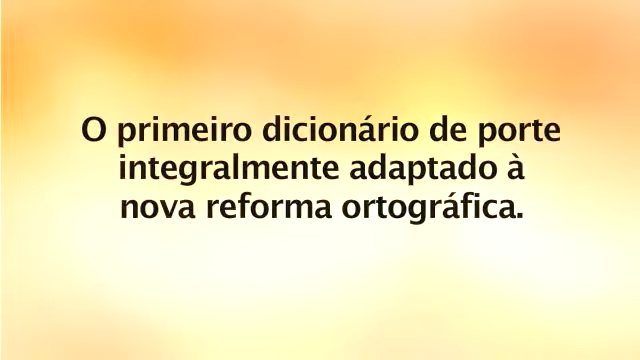 O primeiro dicionário de porte
integralmente adaptado à
nova reforma ortográfica.